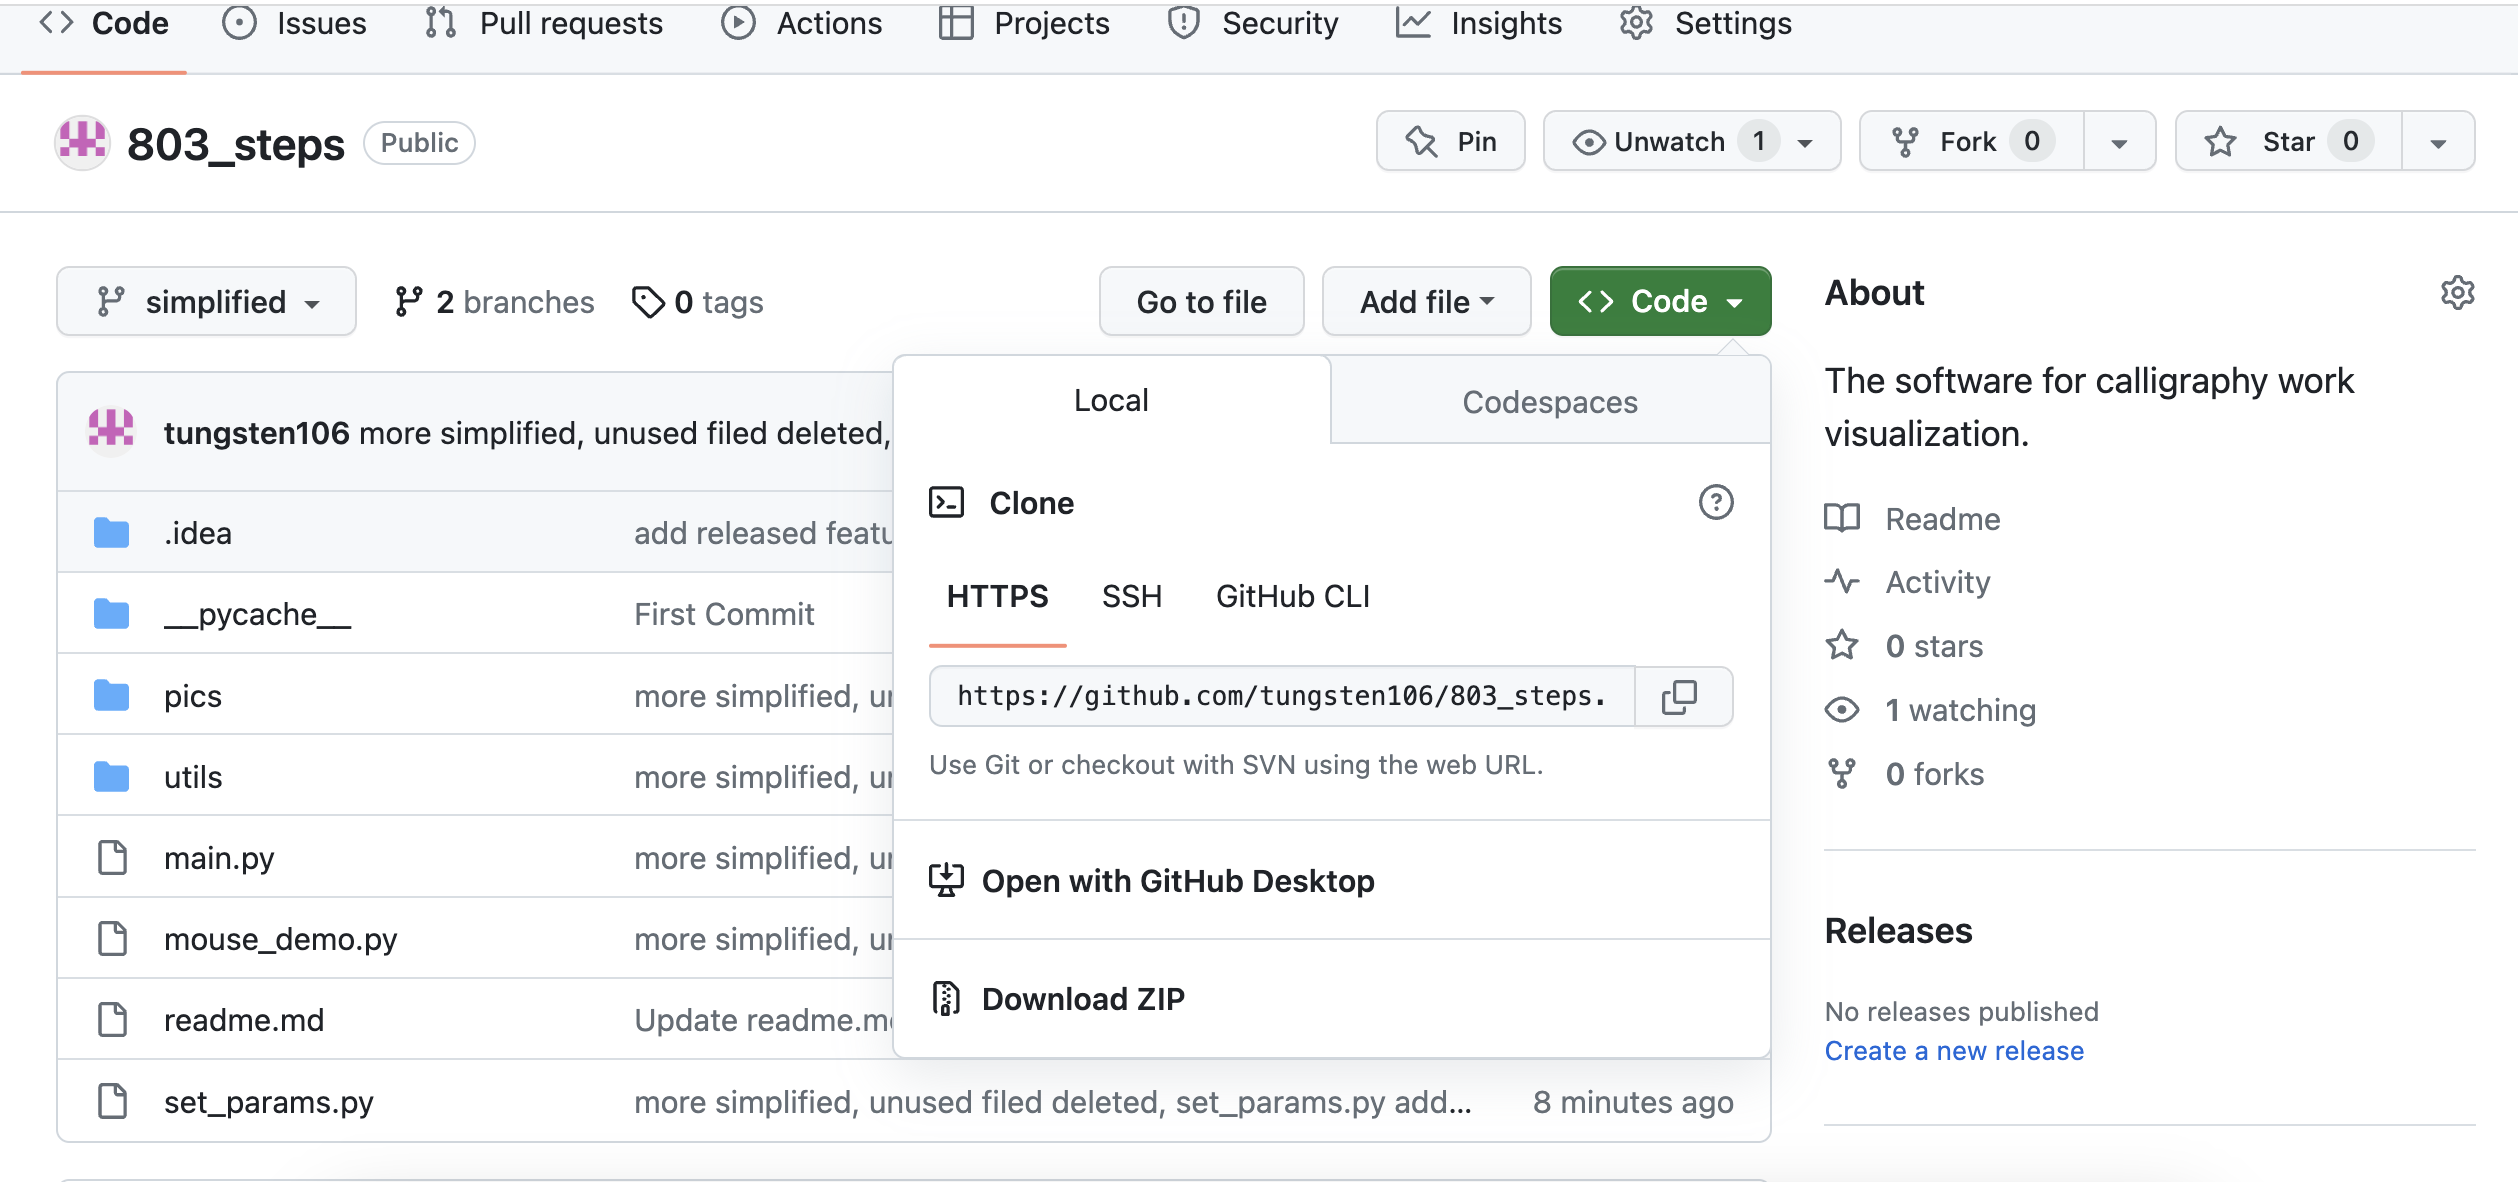 Code Issues Pull requests Actions Projects Security Insights Settings
803_steps Public Pin Unwatch 1 Fork 0 Star 0
simplified 2 branches 0 tags Go to file Add file Code
tungsten106 more simplified, unused filed deleted,
.idea add released featu
__pycache__ First Commit
pics more simplified, un
utils more simplified, un
main.py more simplified, un
mouse_demo.py more simplified, un
readme.md Update readme.md
set_params.py more simplified, unused filed deleted, set_params.py add... 8 minutes ago
Local Codespaces
Clone
HTTPS SSH GitHub CLI
https://github.com/tungsten106/803_steps.
Use Git or checkout with SVN using the web URL.
Open with GitHub Desktop
Download ZIP
About
The software for calligraphy work
visualization.
Readme
Activity
0 stars
1 watching
0 forks
Releases
No releases published
Create a new release